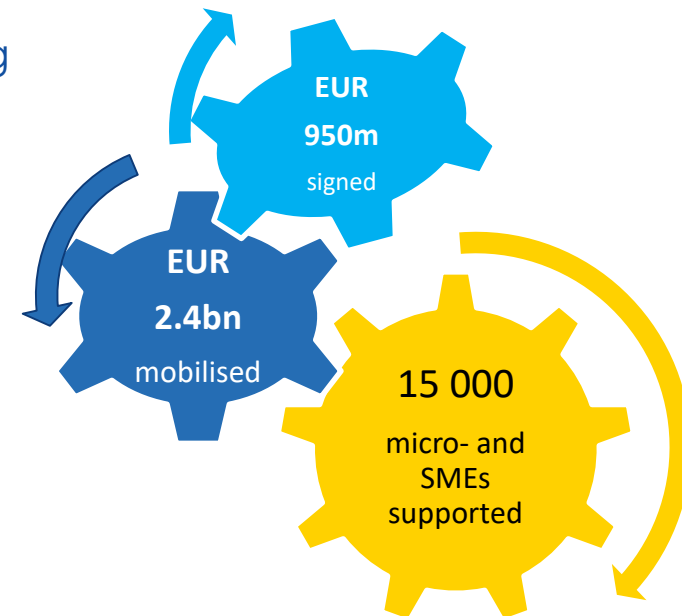 EUR
950m
signed
EUR
2.4bn
mobilised
15 000
micro- and
SMEs
supported